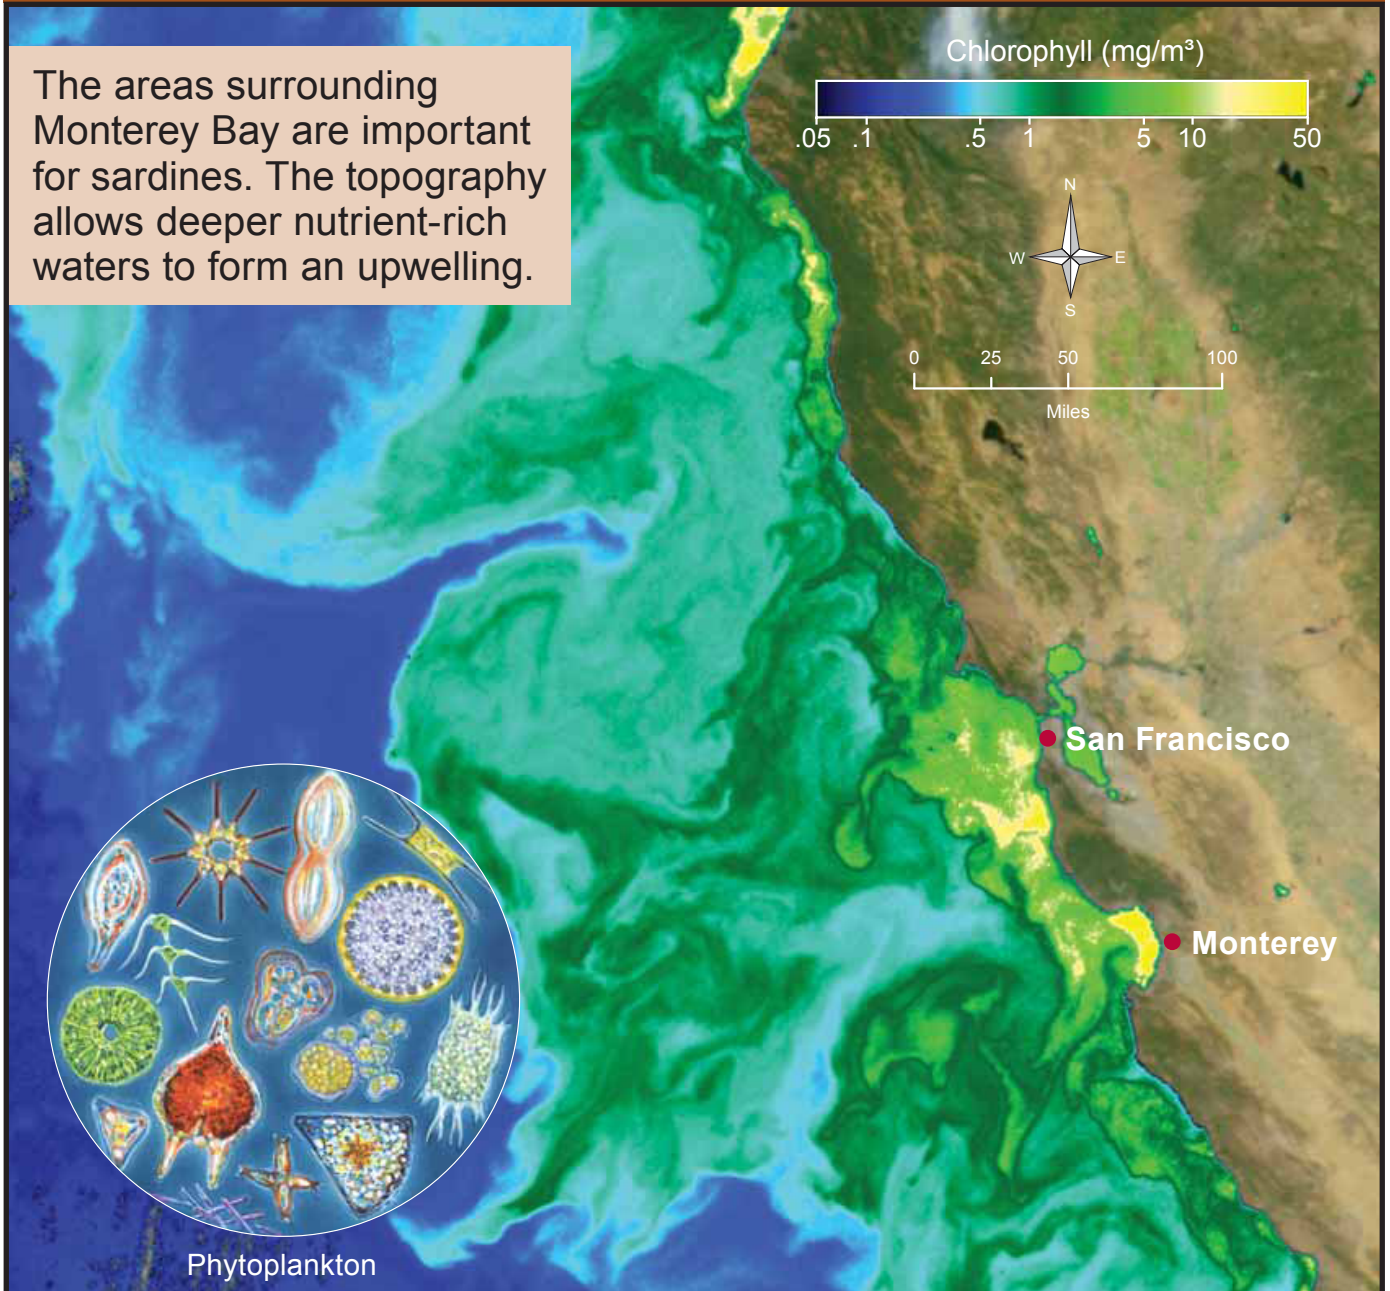 The areas surrounding
Monterey Bay are important
for sardines. The topography
allows deeper nutrient-rich
waters to form an upwelling.
Chlorophyll (mg/m³)
.05 .1 .5 1 5 10 50
N
W E
S
0 25 50 100
Miles
San Francisco
Monterey
Phytoplankton